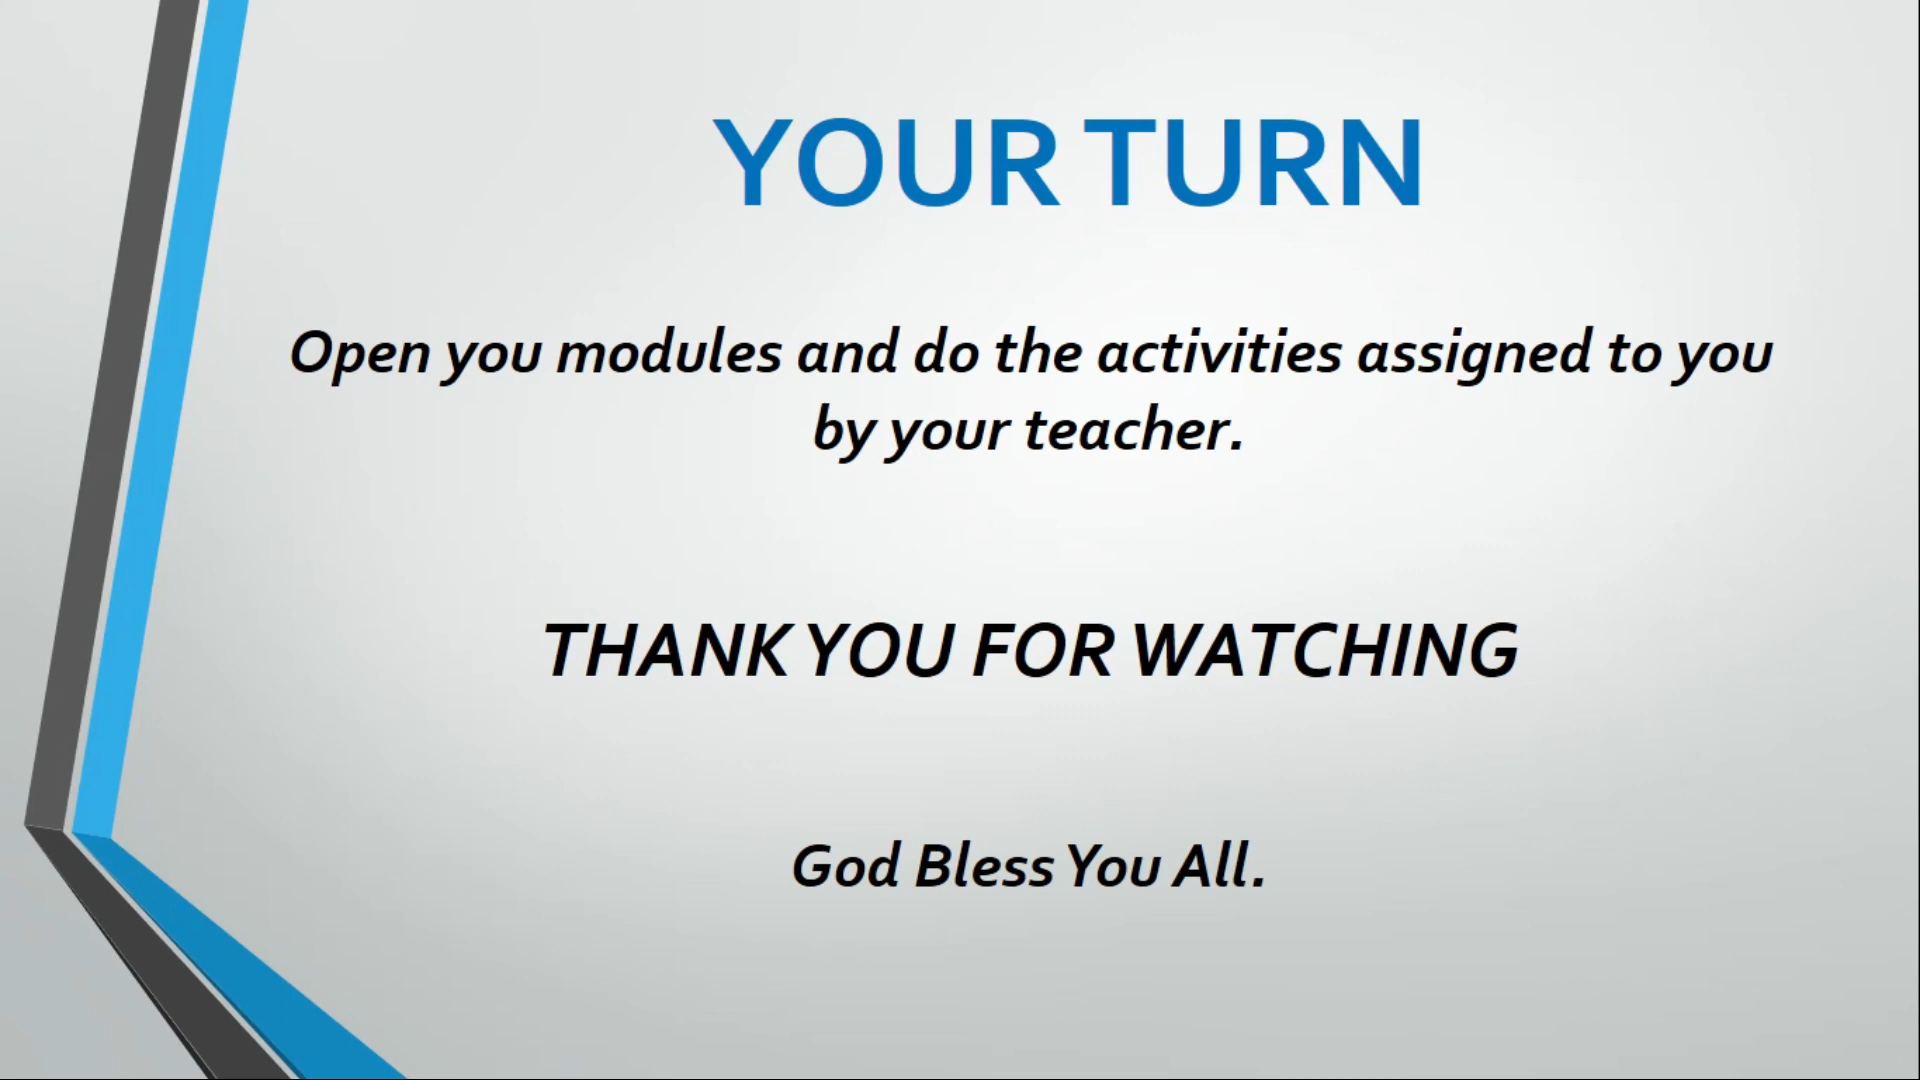 YOUR TURN
Open you modules and do the activities assigned to you
by your teacher.
THANK YOU FOR WATCHING
God Bless You All.